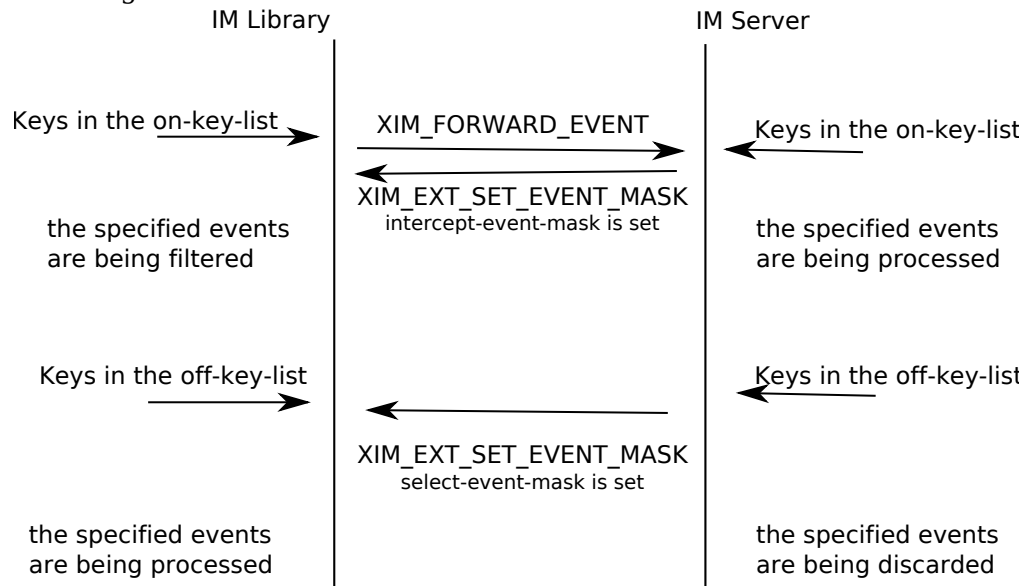 IM Library
IM Server
Keys in the on-key-list
XIM_FORWARD_EVENT
Keys in the on-key-list
XIM_EXT_SET_EVENT_MASK
intercept-event-mask is set
the specified events
are being filtered
the specified events
are being processed
Keys in the off-key-list
Keys in the off-key-list
XIM_EXT_SET_EVENT_MASK
select-event-mask is set
the specified events
are being processed
the specified events
are being discarded